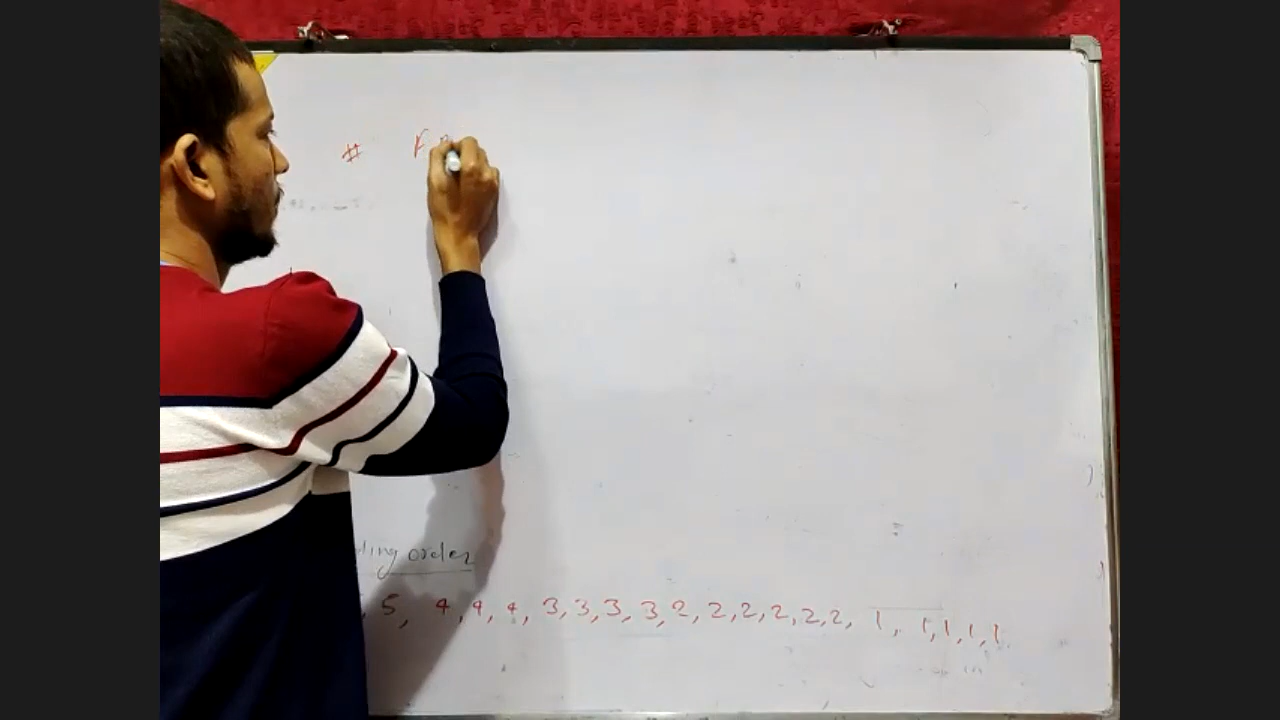 #
ding order
, 5, 4, 4, 4, 3, 3, 3, 3, 2, 2, 2, 2, 2, 2, 1, 1, 1, 1, 1